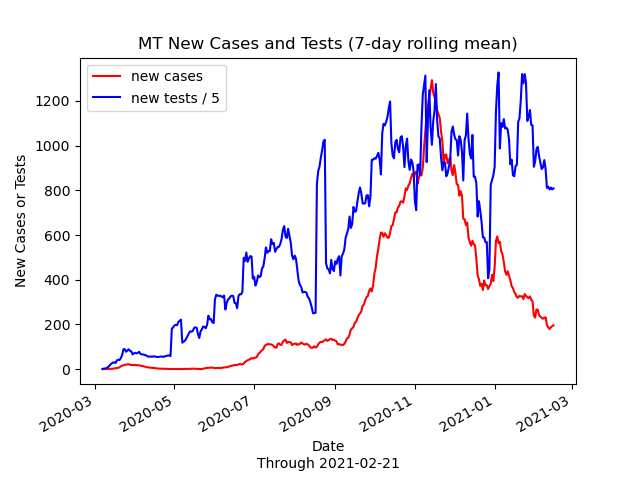 MT New Cases and Tests (7-day rolling mean)
new cases
new tests / 5
New Cases or Tests
1200
1000
800
600
400
200
0
2020-03
2020-05
2020-07
2020-09
2020-11
2021-01
2021-03
Date
Through 2021-02-21